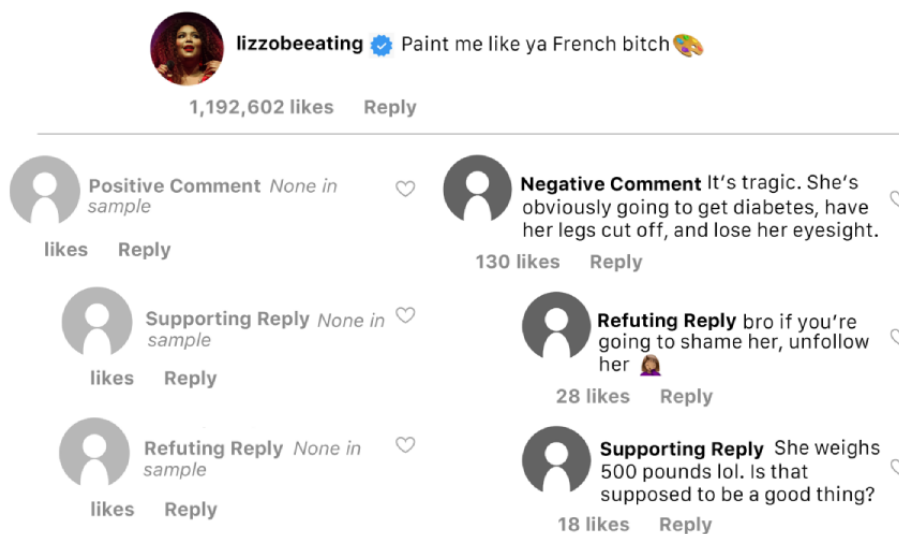 lizzobeeating Paint me like ya French bitch🎨
1,192,602 likes Reply
Positive Comment None in
sample
likes Reply
Supporting Reply None in
sample
likes Reply
Refuting Reply None in
sample
likes Reply
Negative Comment It's tragic. She's
obviously going to get diabetes, have
her legs cut off, and lose her eyesight.
130 likes Reply
Refuting Reply bro if you're
going to shame her, unfollow
her 🤦🏽‍♀️
28 likes Reply
Supporting Reply She weighs
500 pounds lol. Is that
supposed to be a good thing?
18 likes Reply